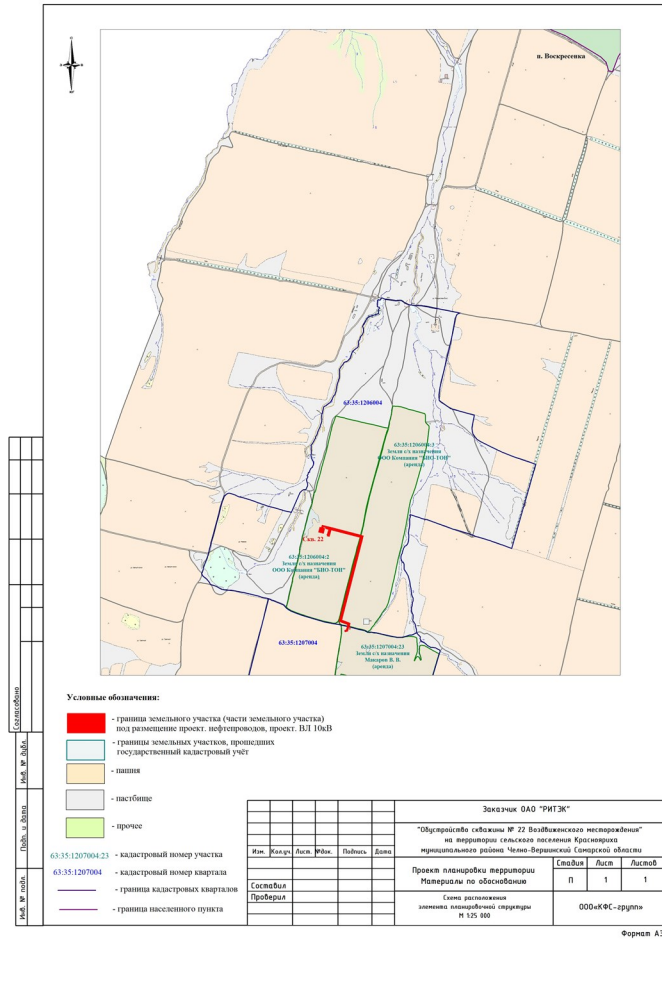 п. Воскресенка
63:35:1206004
63:35:1206004:3
Земли с/х назначения
ООО Компания "БИО-ТОН"
(аренда)
Скв. 22
63:35:1206004:2
Земли с/х назначения
ООО Компания "БИО-ТОН"
(аренда)
63:35:1207004
63:35:1207004:23
Земли с/х назначения
Макаров В. В.
(аренда)
Условные обозначения:
- граница земельного участка (части земельного участка)
под размещение проект. нефтепроводов, проект. ВЛ 10кВ
- границы земельных участков, прошедших
государственный кадастровый учёт
- пашня
- пастбище
- прочее
63:35:1207004:23 - кадастровый номер участка
63:35:1207004 - кадастровый номер квартала
- граница кадастровых кварталов
- граница населенного пункта
Согласовано
Инв. № дубл.
Подп. и дата
Инв. № подл.
Заказчик ОАО "РИТЭК"
"Обустройство скважины № 22 Воздвиженского месторождения"
на территории сельского поселения Краснояриха
муниципального района Челно-Вершинский Самарской области
Изм. Кол.уч. Лист. №док. Подпись Дата
Проект планировки территории
Материалы по обоснованию
Стадия Лист Листов
П 1 1
Составил
Проверил
Схема расположения
элемента планировочной структуры
М 1:25 000
ООО«КФС-групп»
Формат А3